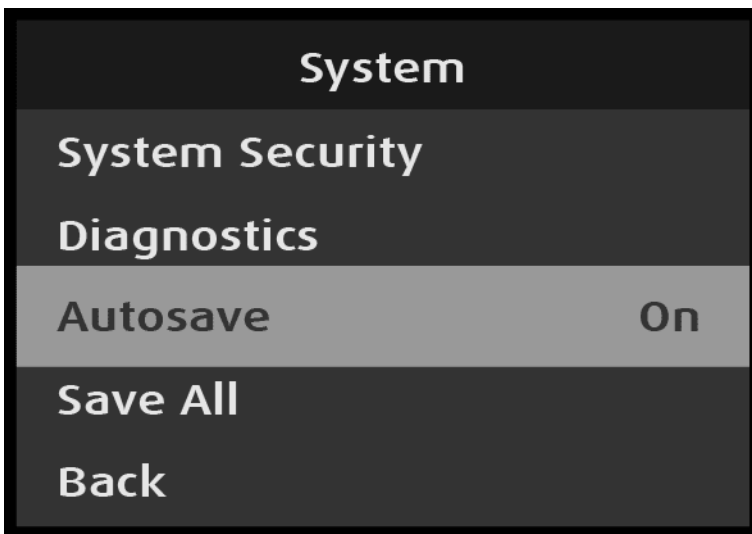 System
System Security
Diagnostics
Autosave On
Save All
Back